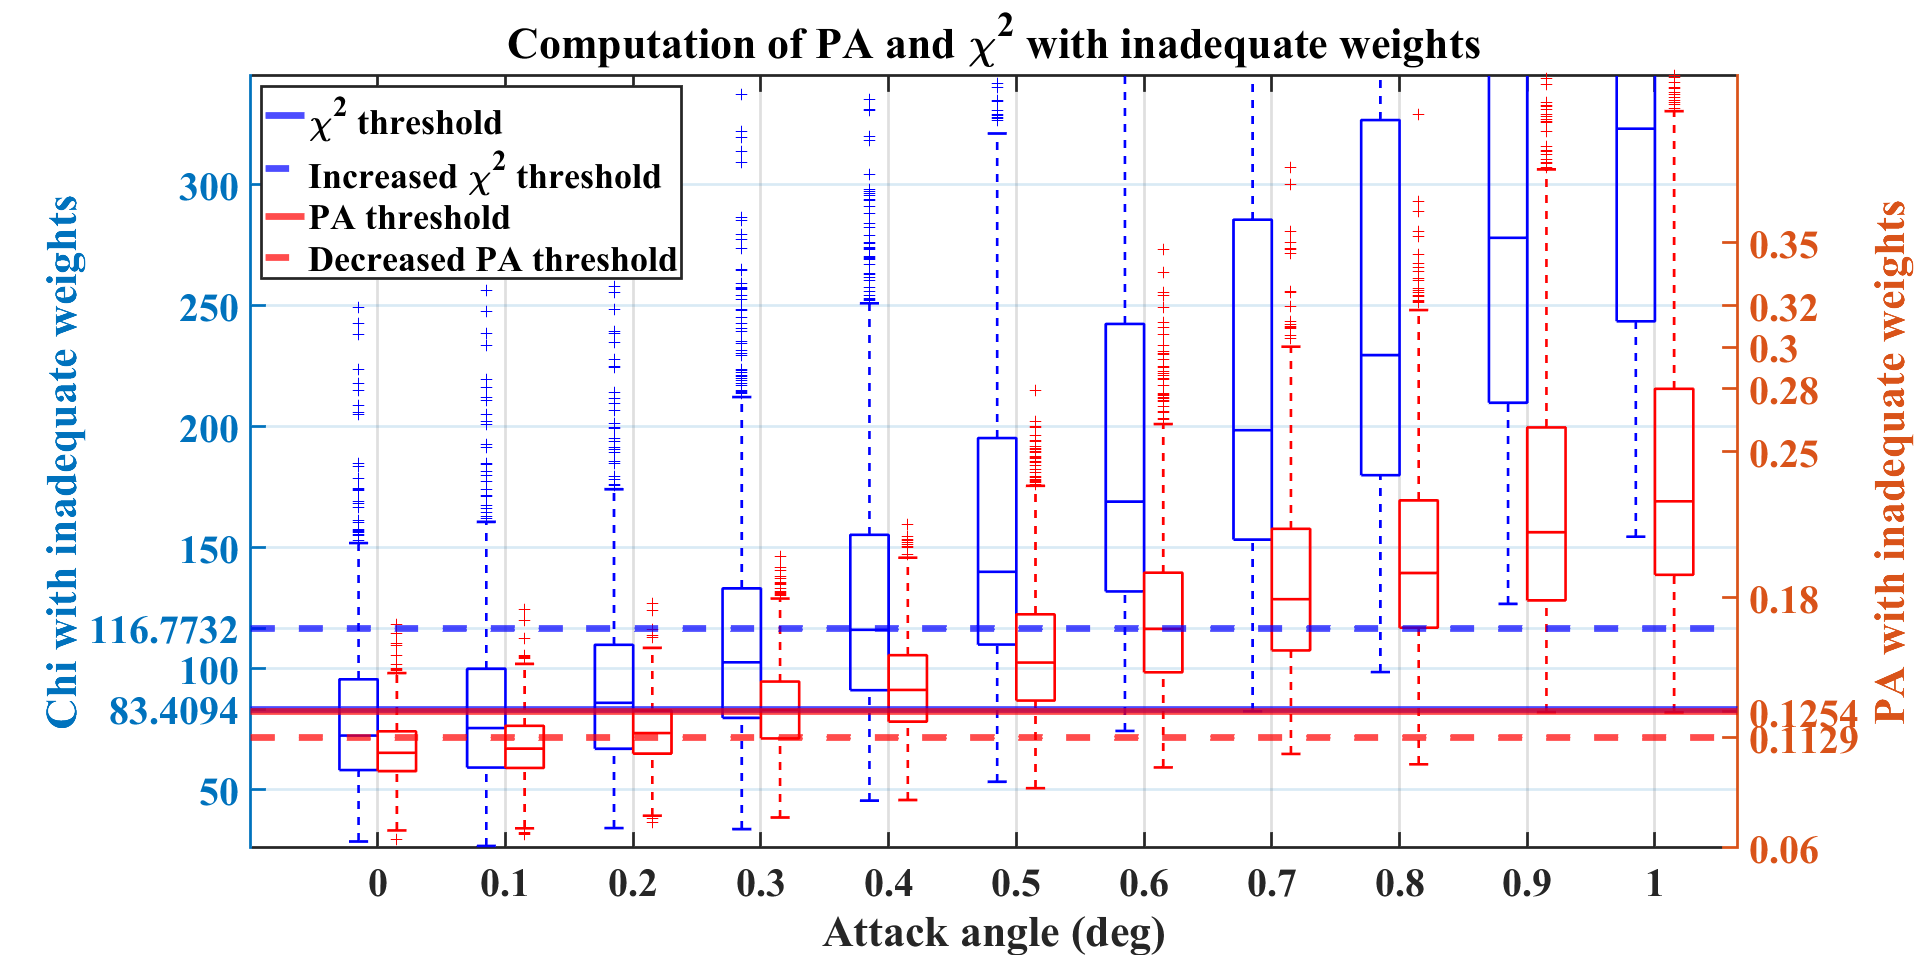 Computation of PA and χ² with inadequate weights
χ² threshold
Increased χ² threshold
PA threshold
Decreased PA threshold
Chi with inadequate weights
300
250
200
150
116.7732
100
83.4094
50
0.35
0.32
0.3
0.28
0.25
0.18
0.1254
0.1129
0.06
PA with inadequate weights
0 0.1 0.2 0.3 0.4 0.5 0.6 0.7 0.8 0.9 1
Attack angle (deg)